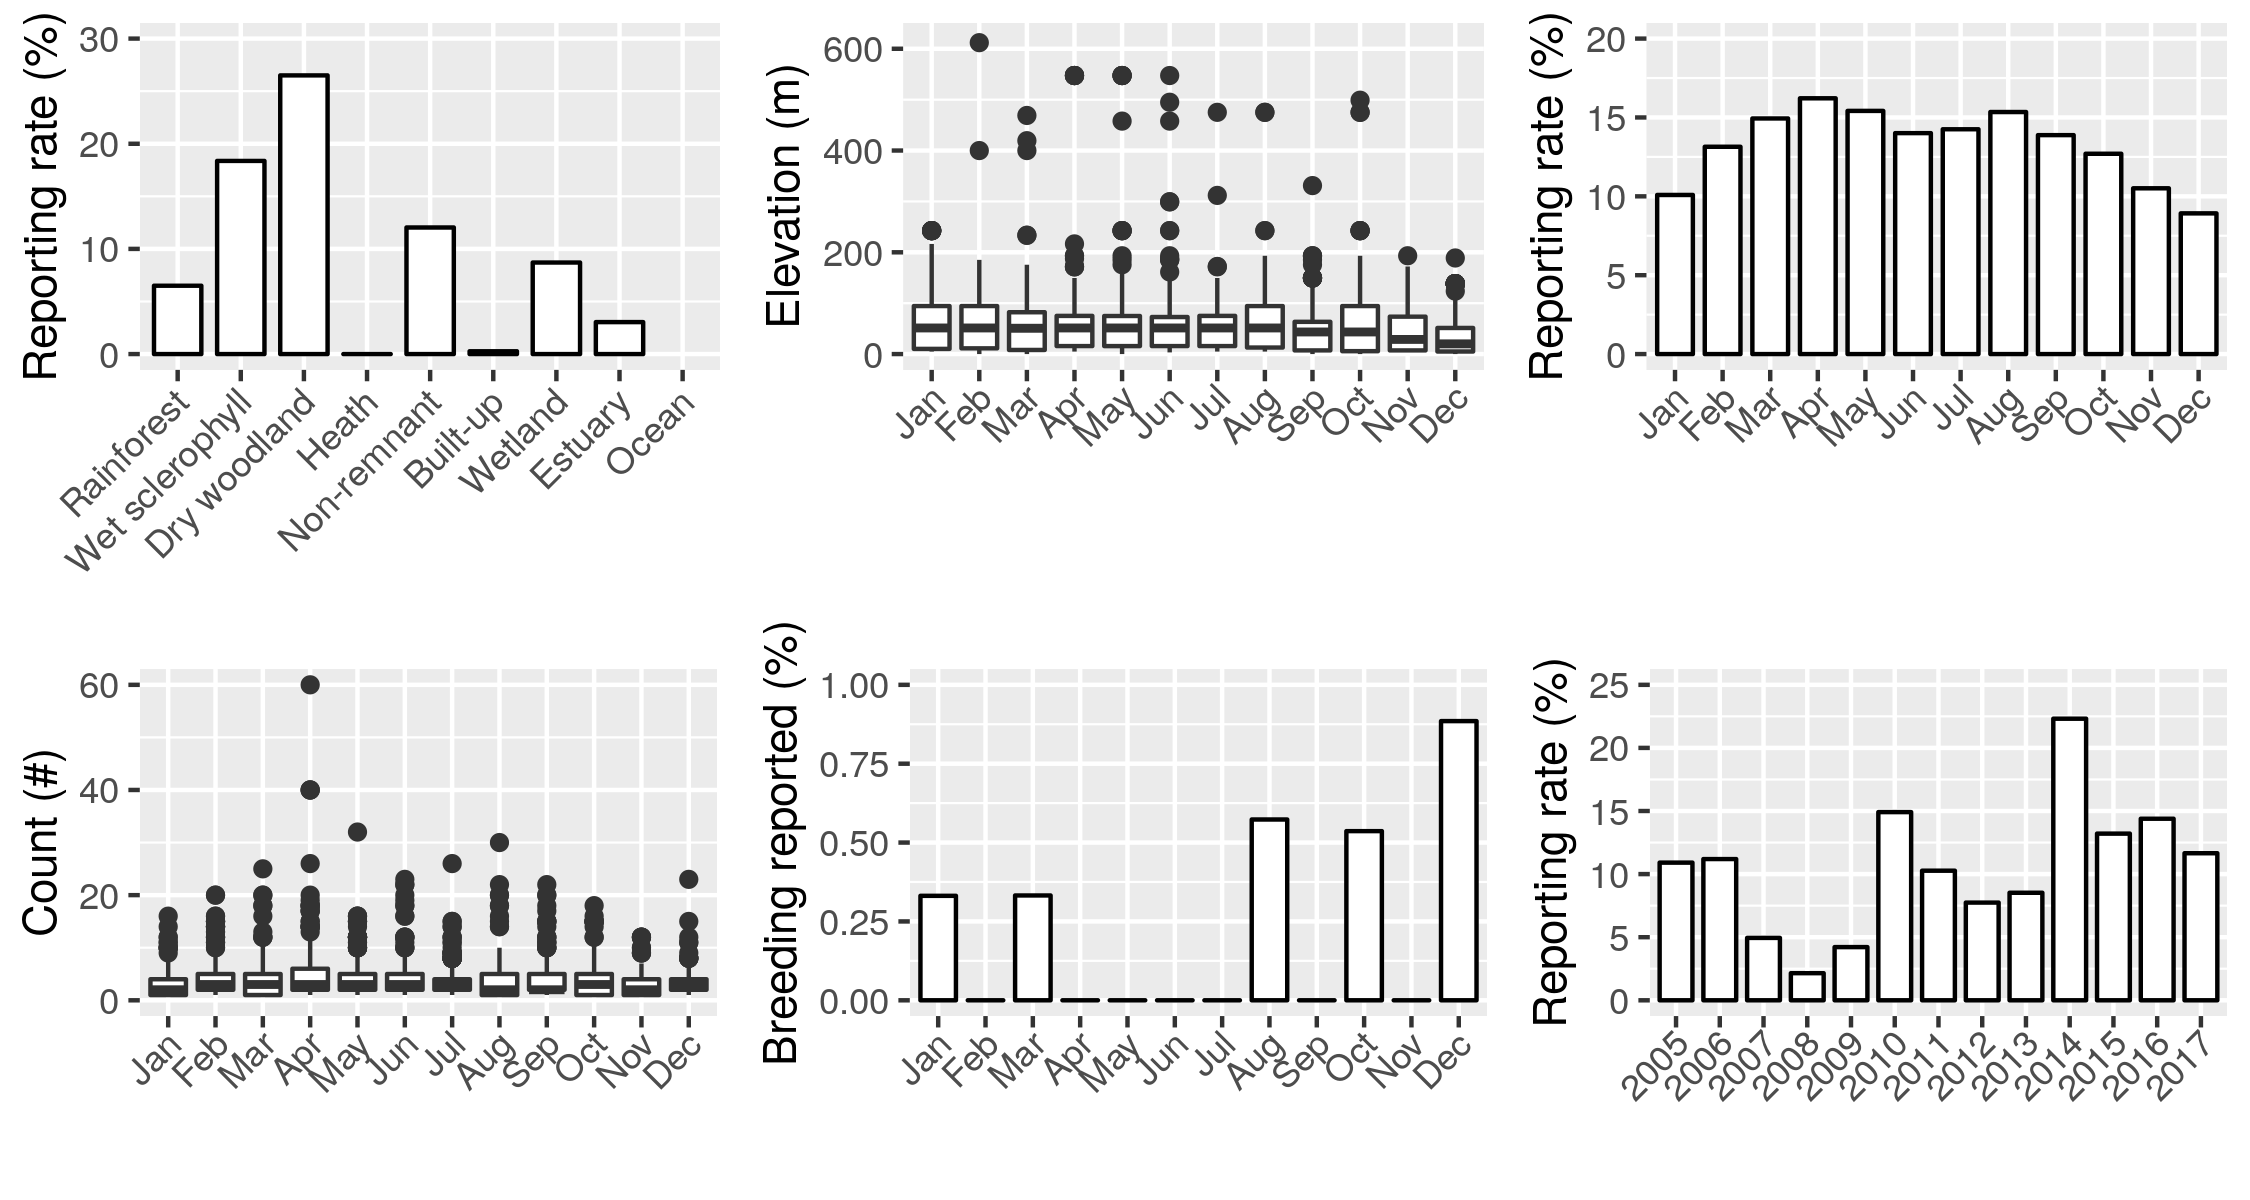 Reporting rate (%)
30
20
10
0
Rainforest
Wet sclerophyll
Dry woodland
Heath
Non-remnant
Built-up
Wetland
Estuary
Ocean
Elevation (m)
600
400
200
0
Jan
Feb
Mar
Apr
May
Jun
Jul
Aug
Sep
Oct
Nov
Dec
Reporting rate (%)
20
15
10
5
0
Jan
Feb
Mar
Apr
May
Jun
Jul
Aug
Sep
Oct
Nov
Dec
Count (#)
60
40
20
0
Jan
Feb
Mar
Apr
May
Jun
Jul
Aug
Sep
Oct
Nov
Dec
Breeding reported (%)
1.00
0.75
0.50
0.25
0.00
Jan
Feb
Mar
Apr
May
Jun
Jul
Aug
Sep
Oct
Nov
Dec
Reporting rate (%)
25
20
15
10
5
0
2005
2006
2007
2008
2009
2010
2011
2012
2013
2014
2015
2016
2017